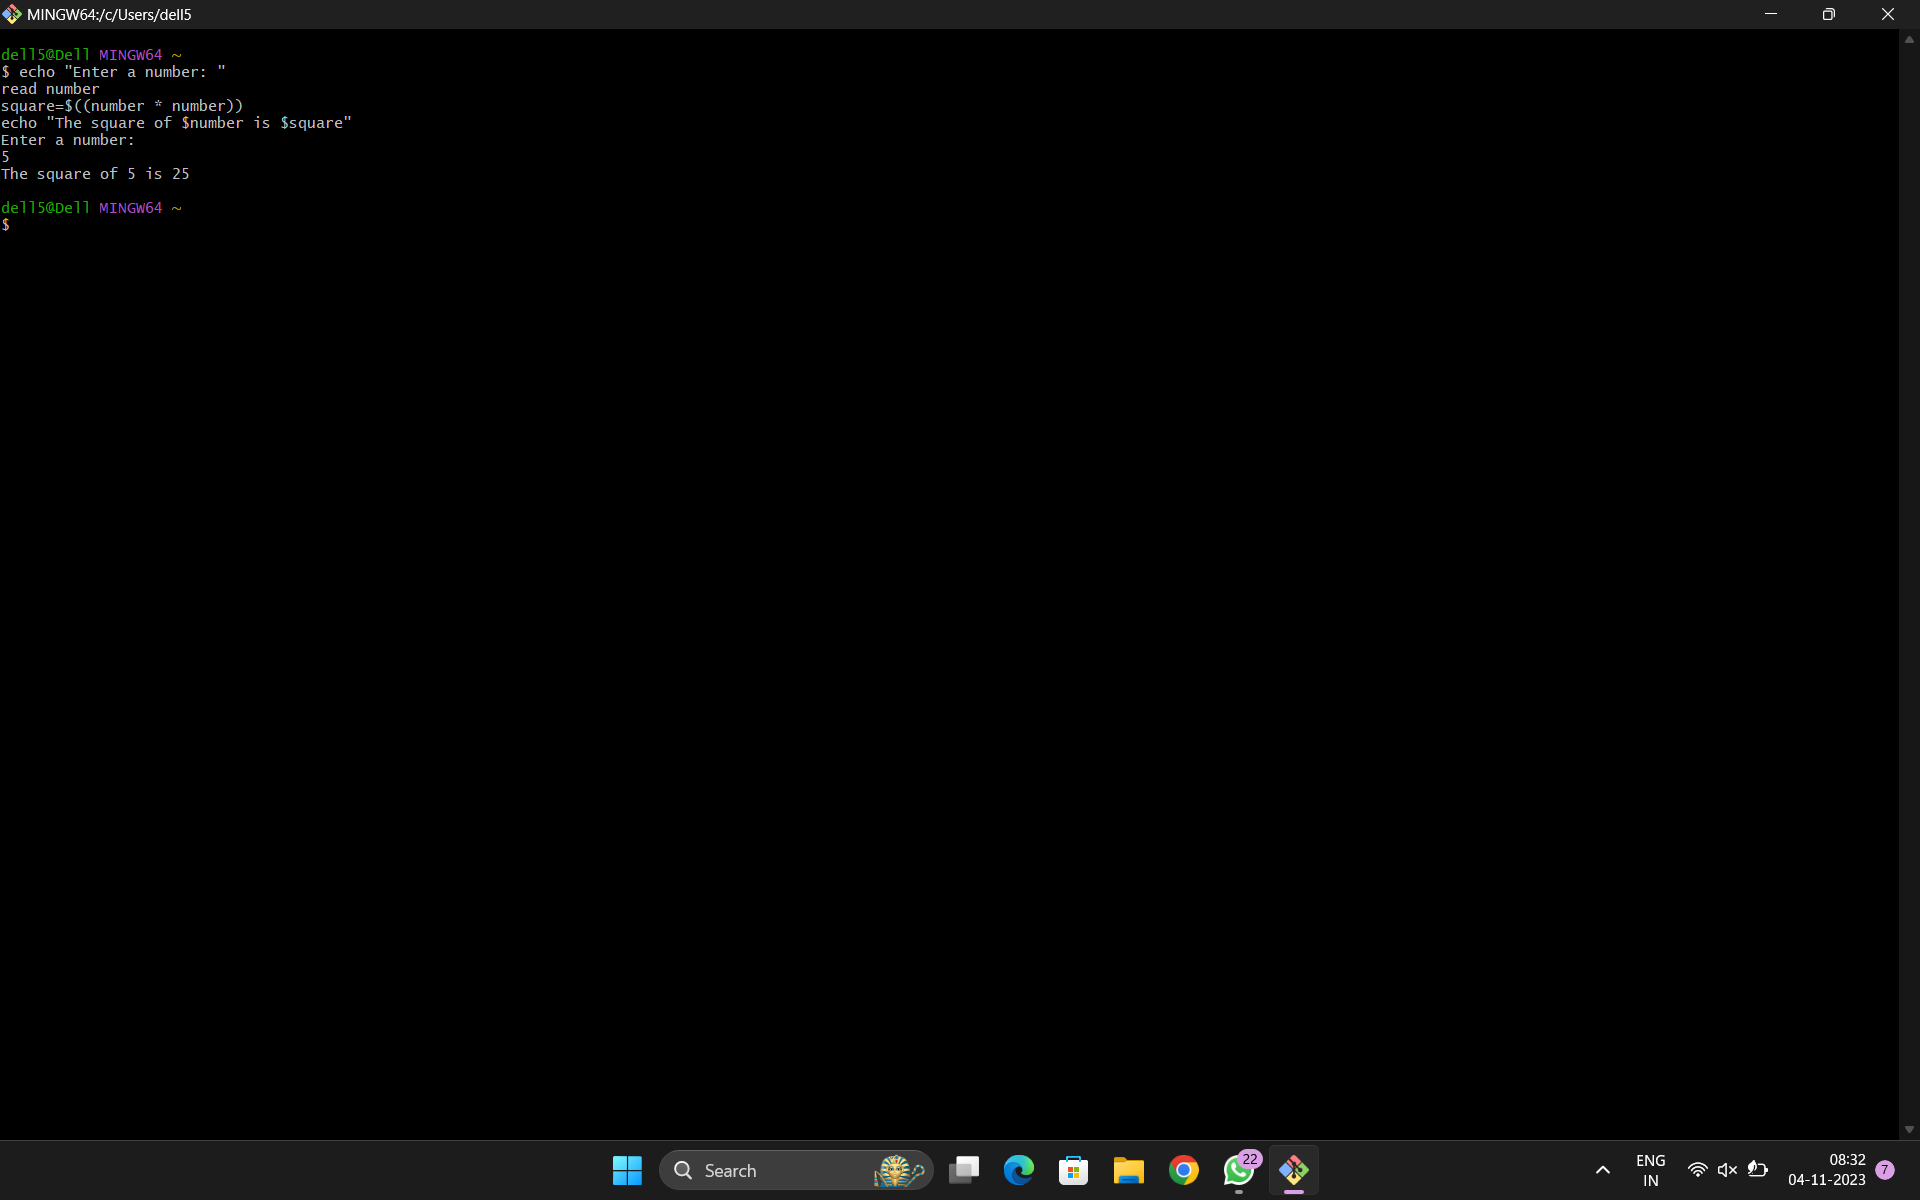 MINGW64:/c/Users/dell5
dell5@Dell MINGW64 ~
$ echo "Enter a number: "
read number
square=$((number * number))
echo "The square of $number is $square"
Enter a number:
5
The square of 5 is 25
dell5@Dell MINGW64 ~
$
Search
22
ENG
IN
08:32
04-11-2023
7